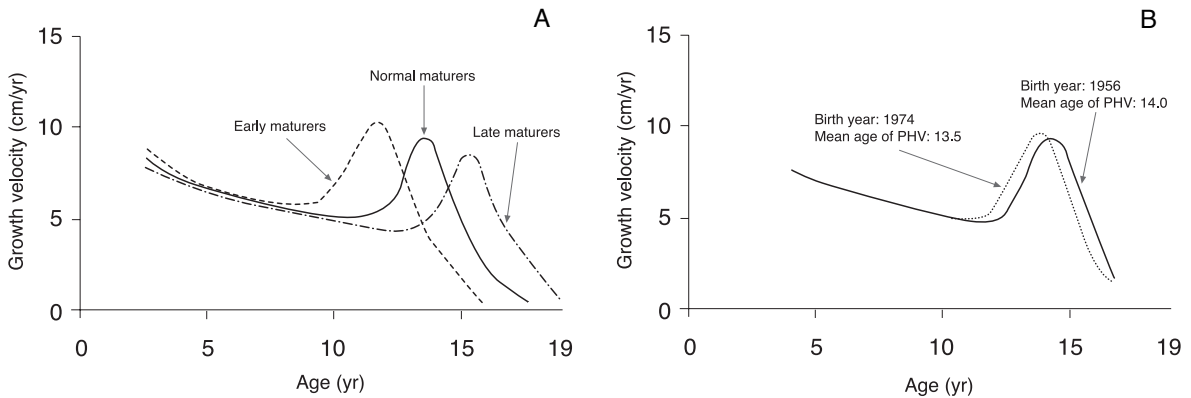 A
15
10
5
0
Growth velocity (cm/yr)
Normal maturers
Early maturers
Late maturers
0 5 10 15 19
Age (yr)
B
15
10
5
0
Growth velocity (cm/yr)
Birth year: 1956
Mean age of PHV: 14.0
Birth year: 1974
Mean age of PHV: 13.5
0 5 10 15 19
Age (yr)